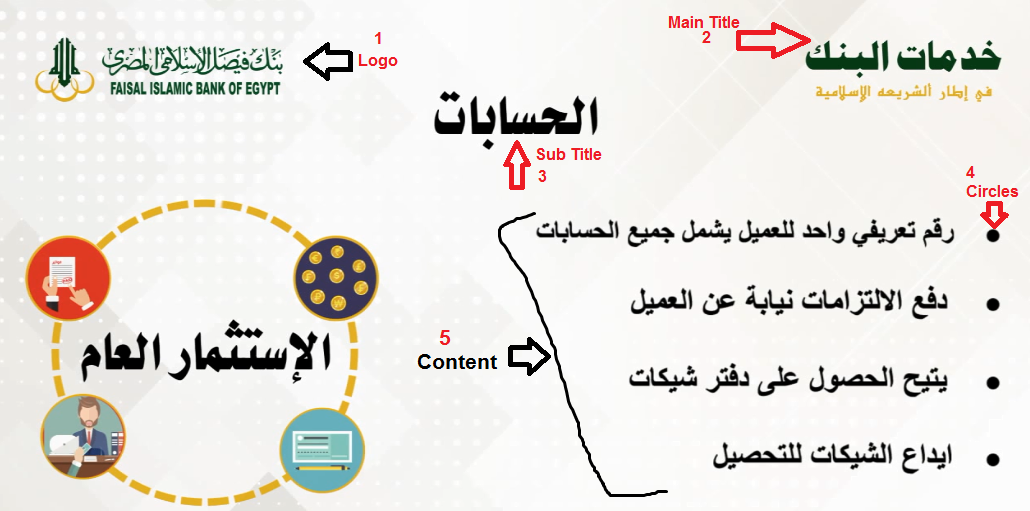 خدمات البنك
في إطار ألشريعه الإسلامية
Main Title
2
1
Logo
بنك فيصل الإسلامي المصري
FAISAL ISLAMIC BANK OF EGYPT
الحسابات
Sub Title
3
4
Circles
رقم تعريفي واحد للعميل يشمل جميع الحسابات
دفع الالتزامات نيابة عن العميل
يتيح الحصول على دفتر شيكات
ايداع الشيكات للتحصيل
5
Content
الإستثمار العام